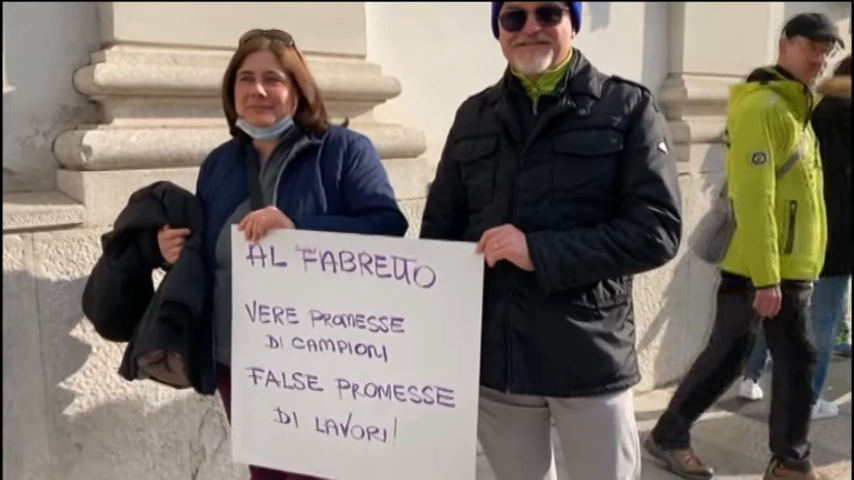 AL FABRETTO
VERE PROMESSE
DI CAMPIONI
FALSE PROMESSE
DI LAVORI!